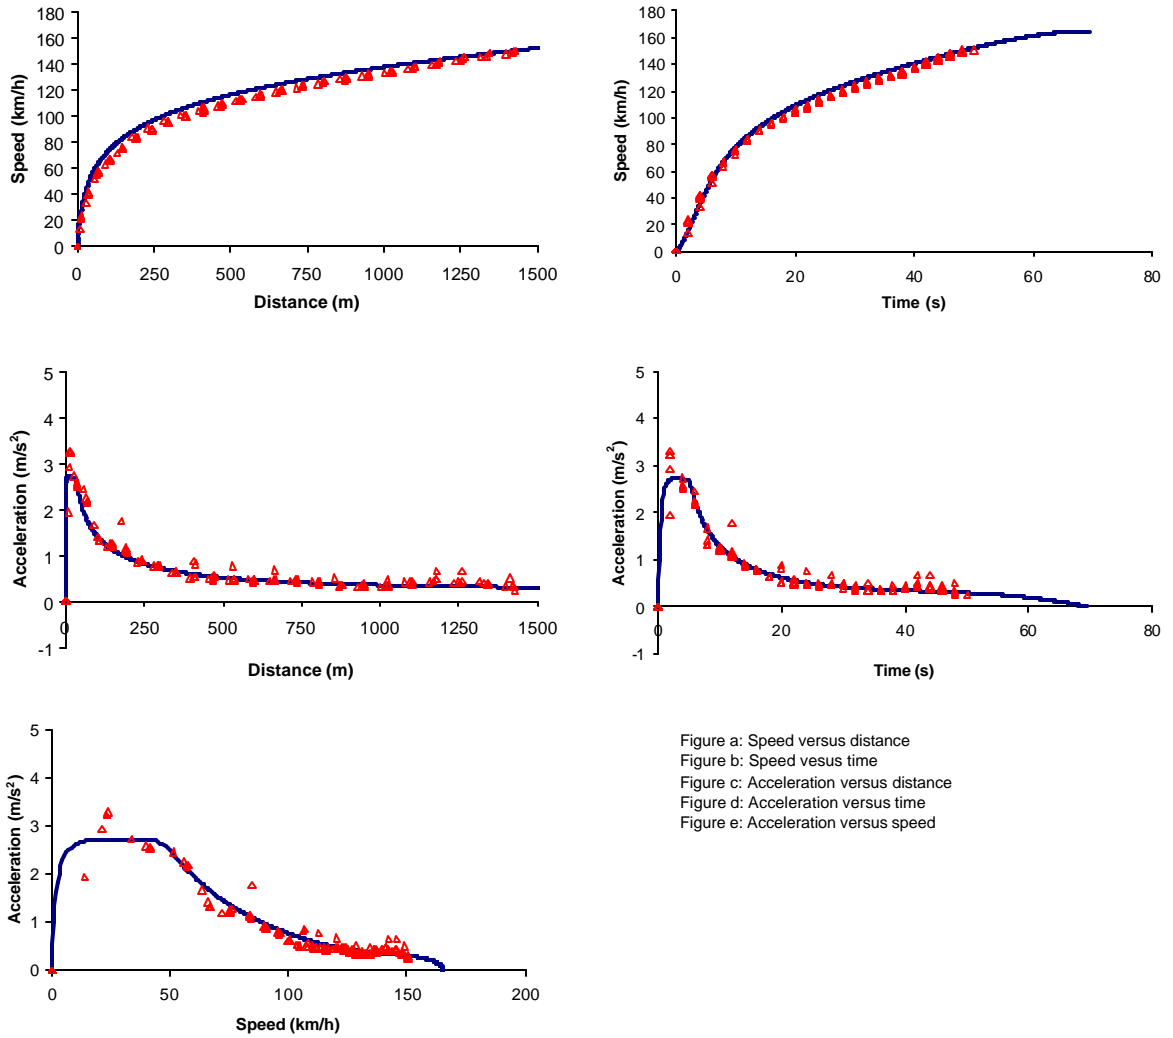 180
160
140
120
100
80
60
40
20
0
Speed (km/h)
0 250 500 750 1000 1250 1500
Distance (m)
180
160
140
120
100
80
60
40
20
0
Speed (km/h)
0 20 40 60 80
Time (s)
5
4
3
2
1
0
-1
Acceleration (m/s²)
0 250 500 750 1000 1250 1500
Distance (m)
5
4
3
2
1
0
-1
Acceleration (m/s²)
0 20 40 60 80
Time (s)
5
4
3
2
1
0
Acceleration (m/s²)
0 50 100 150 200
Speed (km/h)
Figure a: Speed versus distance
Figure b: Speed vesus time
Figure c: Acceleration versus distance
Figure d: Acceleration versus time
Figure e: Acceleration versus speed